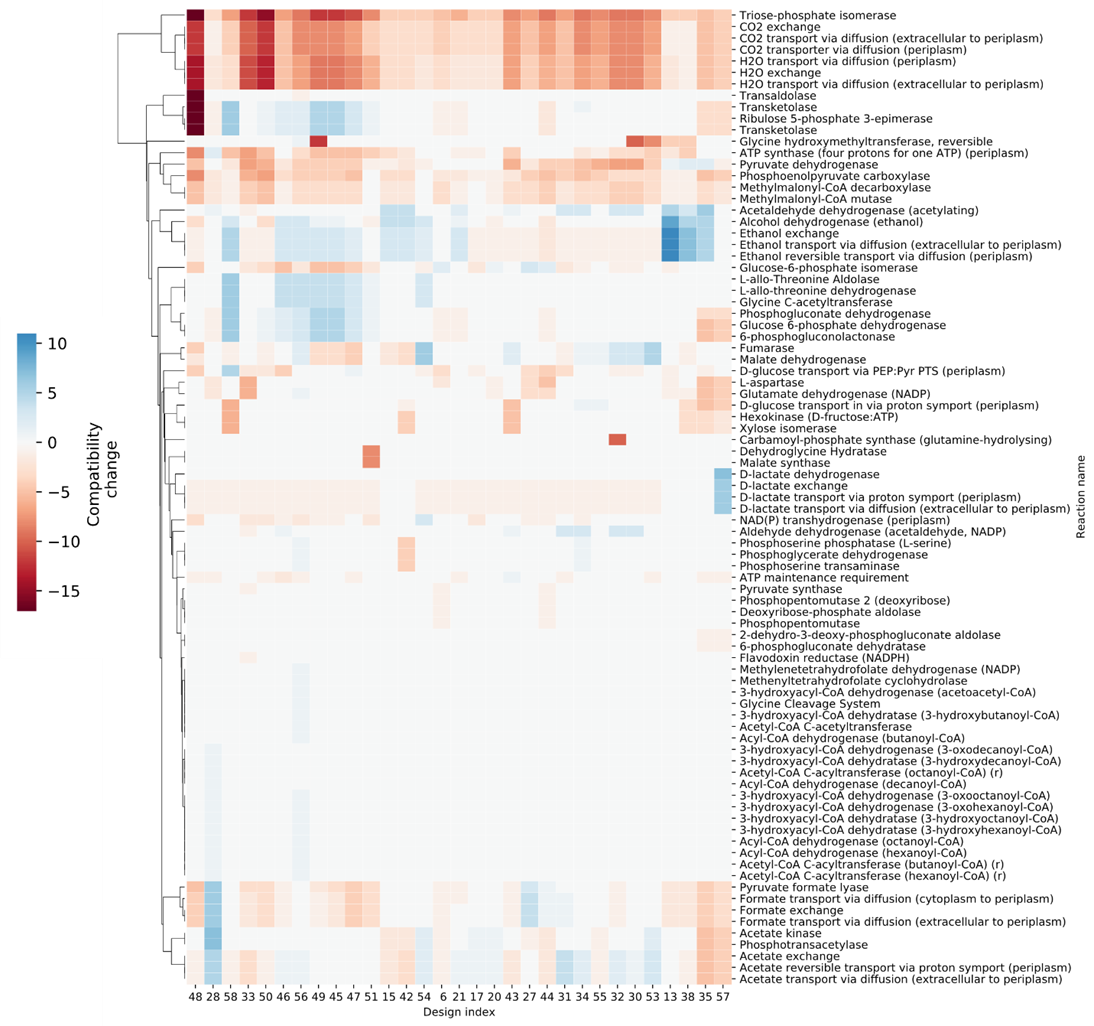 Triose-phosphate isomerase
CO2 exchange
CO2 transport via diffusion (extracellular to periplasm)
CO2 transporter via diffusion (periplasm)
H2O transport via diffusion (periplasm)
H2O exchange
H2O transport via diffusion (extracellular to periplasm)
Transaldolase
Transketolase
Ribulose 5-phosphate 3-epimerase
Transketolase
Glycine hydroxymethyltransferase, reversible
ATP synthase (four protons for one ATP) (periplasm)
Pyruvate dehydrogenase
Phosphoenolpyruvate carboxylase
Methylmalonyl-CoA decarboxylase
Methylmalonyl-CoA mutase
Acetaldehyde dehydrogenase (acetylating)
Alcohol dehydrogenase (ethanol)
Ethanol exchange
Ethanol transport via diffusion (extracellular to periplasm)
Ethanol reversible transport via diffusion (periplasm)
Glucose-6-phosphate isomerase
L-allo-Threonine Aldolase
L-allo-threonine dehydrogenase
Glycine C-acetyltransferase
Phosphogluconate dehydrogenase
Glucose 6-phosphate dehydrogenase
6-phosphogluconolactonase
Fumarase
Malate dehydrogenase
D-glucose transport via PEP:Pyr PTS (periplasm)
L-aspartase
Glutamate dehydrogenase (NADP)
D-glucose transport in via proton symport (periplasm)
Hexokinase (D-fructose:ATP)
Xylose isomerase
Carbamoyl-phosphate synthase (glutamine-hydrolysing)
Dehydroglycine Hydratase
Malate synthase
D-lactate dehydrogenase
D-lactate exchange
D-lactate transport via proton symport (periplasm)
D-lactate transport via diffusion (extracellular to periplasm)
NAD(P) transhydrogenase (periplasm)
Aldehyde dehydrogenase (acetaldehyde, NADP)
Phosphoserine phosphatase (L-serine)
Phosphoglycerate dehydrogenase
Phosphoserine transaminase
ATP maintenance requirement
Pyruvate synthase
Phosphopentomutase 2 (deoxyribose)
Deoxyribose-phosphate aldolase
Phosphopentomutase
2-dehydro-3-deoxy-phosphogluconate aldolase
6-phosphogluconate dehydratase
Flavodoxin reductase (NADPH)
Methylenetetrahydrofolate dehydrogenase (NADP)
Methenyltetrahydrofolate cyclohydrolase
3-hydroxyacyl-CoA dehydrogenase (acetoacetyl-CoA)
Glycine Cleavage System
3-hydroxyacyl-CoA dehydratase (3-hydroxybutanoyl-CoA)
Acetyl-CoA C-acetyltransferase
Acyl-CoA dehydrogenase (butanoyl-CoA)
3-hydroxyacyl-CoA dehydrogenase (3-oxodecanoyl-CoA)
3-hydroxyacyl-CoA dehydratase (3-hydroxydecanoyl-CoA)
Acetyl-CoA C-acyltransferase (octanoyl-CoA) (r)
Acyl-CoA dehydrogenase (decanoyl-CoA)
3-hydroxyacyl-CoA dehydrogenase (3-oxooctanoyl-CoA)
3-hydroxyacyl-CoA dehydrogenase (3-oxohexanoyl-CoA)
3-hydroxyacyl-CoA dehydratase (3-hydroxyoctanoyl-CoA)
3-hydroxyacyl-CoA dehydratase (3-hydroxyhexanoyl-CoA)
Acyl-CoA dehydrogenase (octanoyl-CoA)
Acyl-CoA dehydrogenase (hexanoyl-CoA)
Acetyl-CoA C-acyltransferase (butanoyl-CoA) (r)
Acetyl-CoA C-acyltransferase (hexanoyl-CoA) (r)
Pyruvate formate lyase
Formate transport via diffusion (cytoplasm to periplasm)
Formate exchange
Formate transport via diffusion (extracellular to periplasm)
Acetate kinase
Phosphotransacetylase
Acetate exchange
Acetate reversible transport via proton symport (periplasm)
Acetate transport via diffusion (extracellular to periplasm)
Reaction name
10
5
0
−5
−10
−15
Compatibility
change
48 28 58 33 50 46 56 49 45 47 51 15 42 54 6 21 17 20 43 27 44 31 34 55 32 30 53 13 38 35 57
Design index